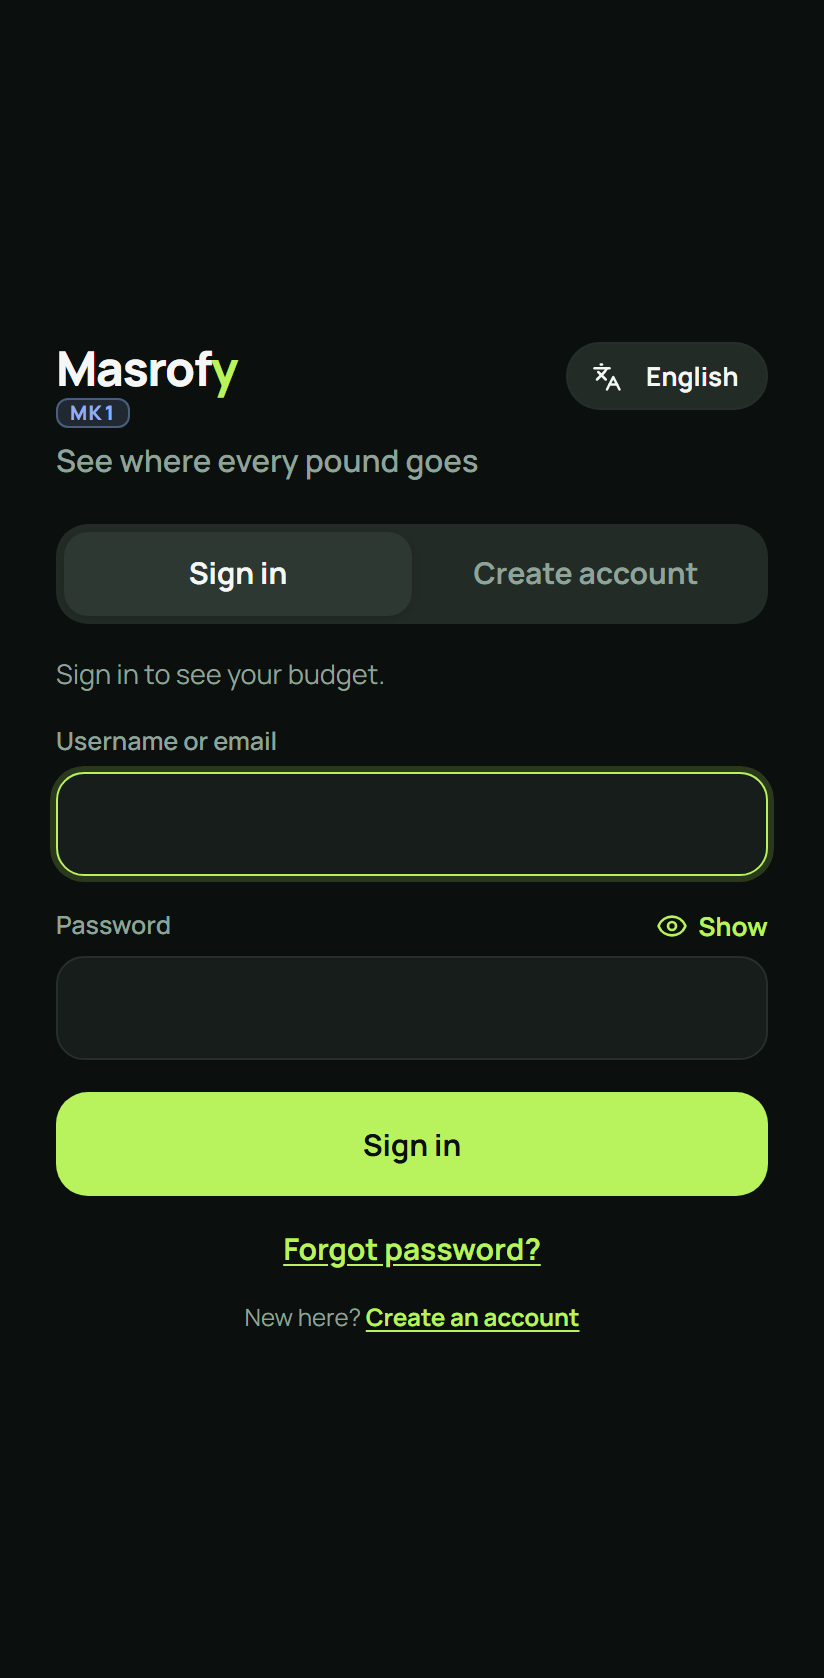 Masrofy
English
MK1
See where every pound goes
Sign in
Create account
Sign in to see your budget.
Username or email
Password
Show
Sign in
Forgot password?
New here? Create an account